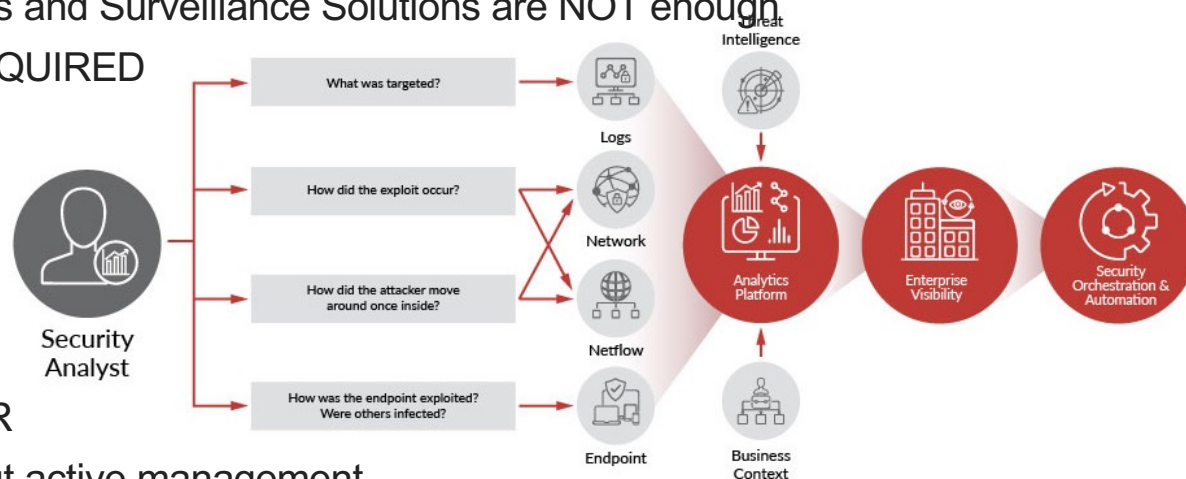 s and Surveillance Solutions are NOT enough
QUIRED
Threat
Intelligence
What was targeted?
Logs
How did the exploit occur?
Network
How did the attacker move
around once inside?
Netflow
How was the endpoint exploited?
Were others infected?
Endpoint
Security
Analyst
Analytics
Platform
Enterprise
Visibility
Security
Orchestration &
Automation
Business
Context
R
ut active management